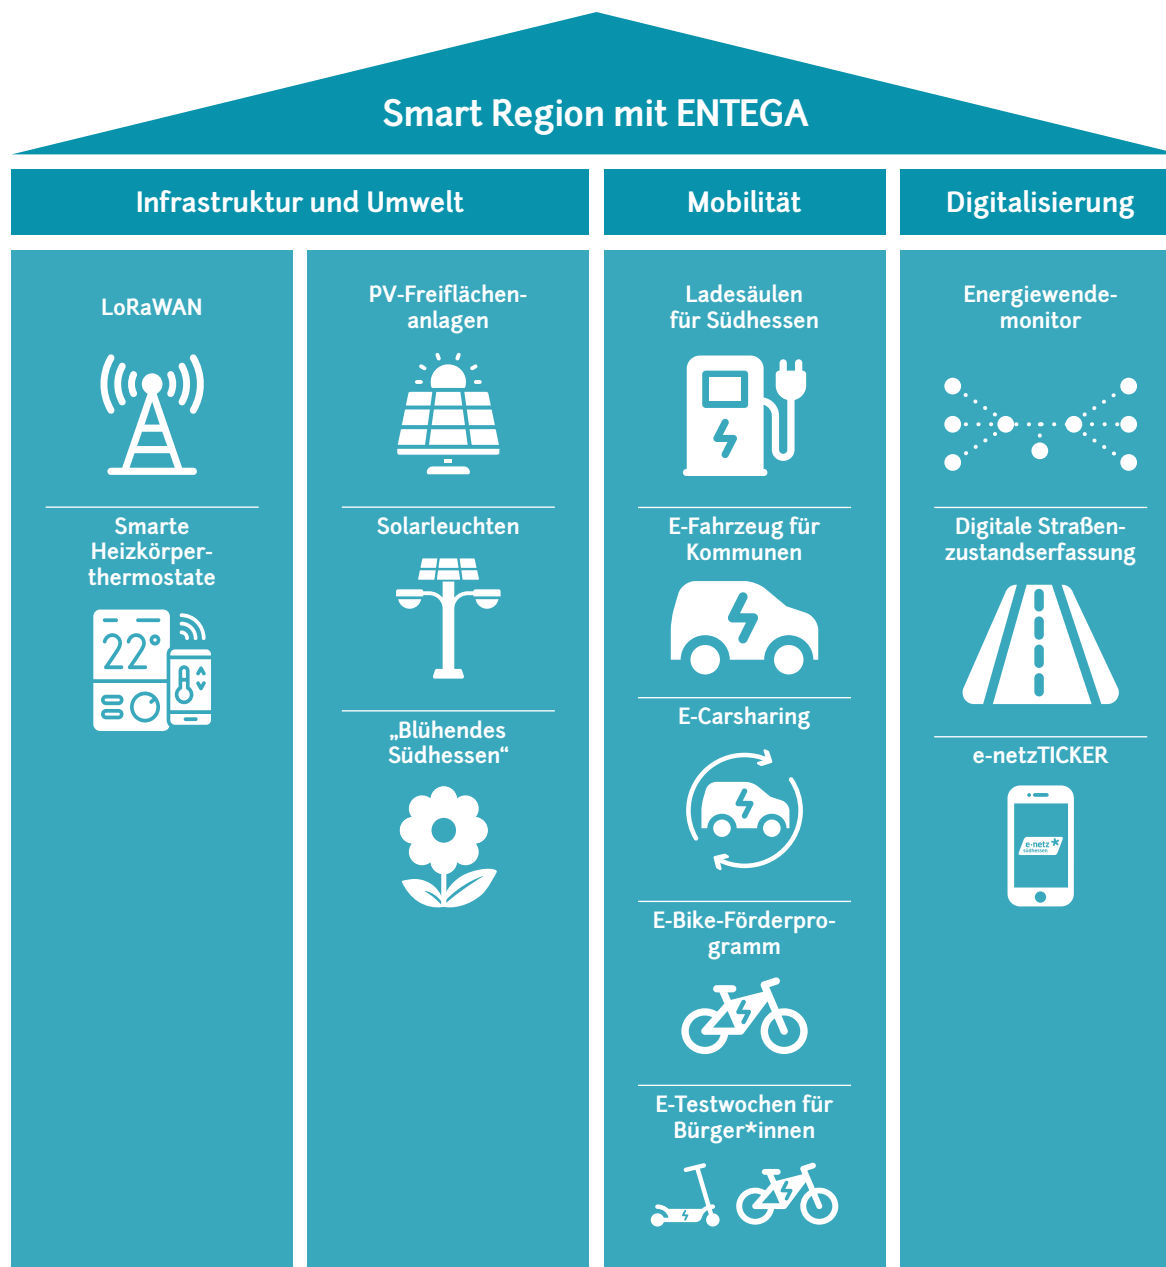 Smart Region mit ENTEGA
Infrastruktur und Umwelt
Mobilität
Digitalisierung
LoRaWAN
Smarte
Heizkörper-
thermostate
22°
PV-Freiflächen-
anlagen
Solarleuchten
„Blühendes
Südhessen“
Ladesäulen
für Südhessen
E-Fahrzeug für
Kommunen
E-Carsharing
E-Bike-Förderpro-
gramm
E-Testwochen für
Bürger*innen
Energiewende-
monitor
Digitale Straßen-
zustandserfassung
e-netzTICKER
e-netz
südhessen